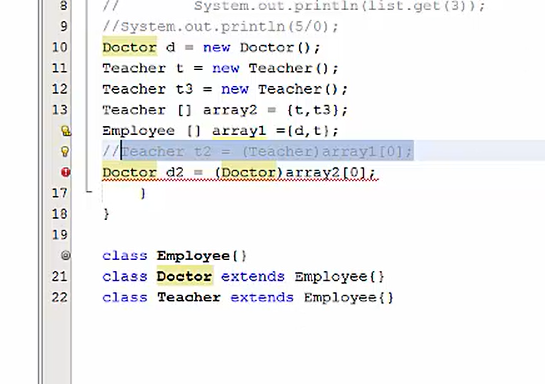 8 // System.out.println(list.get(3));
9 //System.out.println(5/0);
10 Doctor d = new Doctor();
11 Teacher t = new Teacher();
12 Teacher t3 = new Teacher();
13 Teacher [] array2 = {t,t3};
Employee [] array1 ={d,t};
//Teacher t2 = (Teacher)array1[0];
Doctor d2 = (Doctor)array2[0];
17 }
18 }
19
class Employee{}
21 class Doctor extends Employee{}
22 class Teacher extends Employee{}